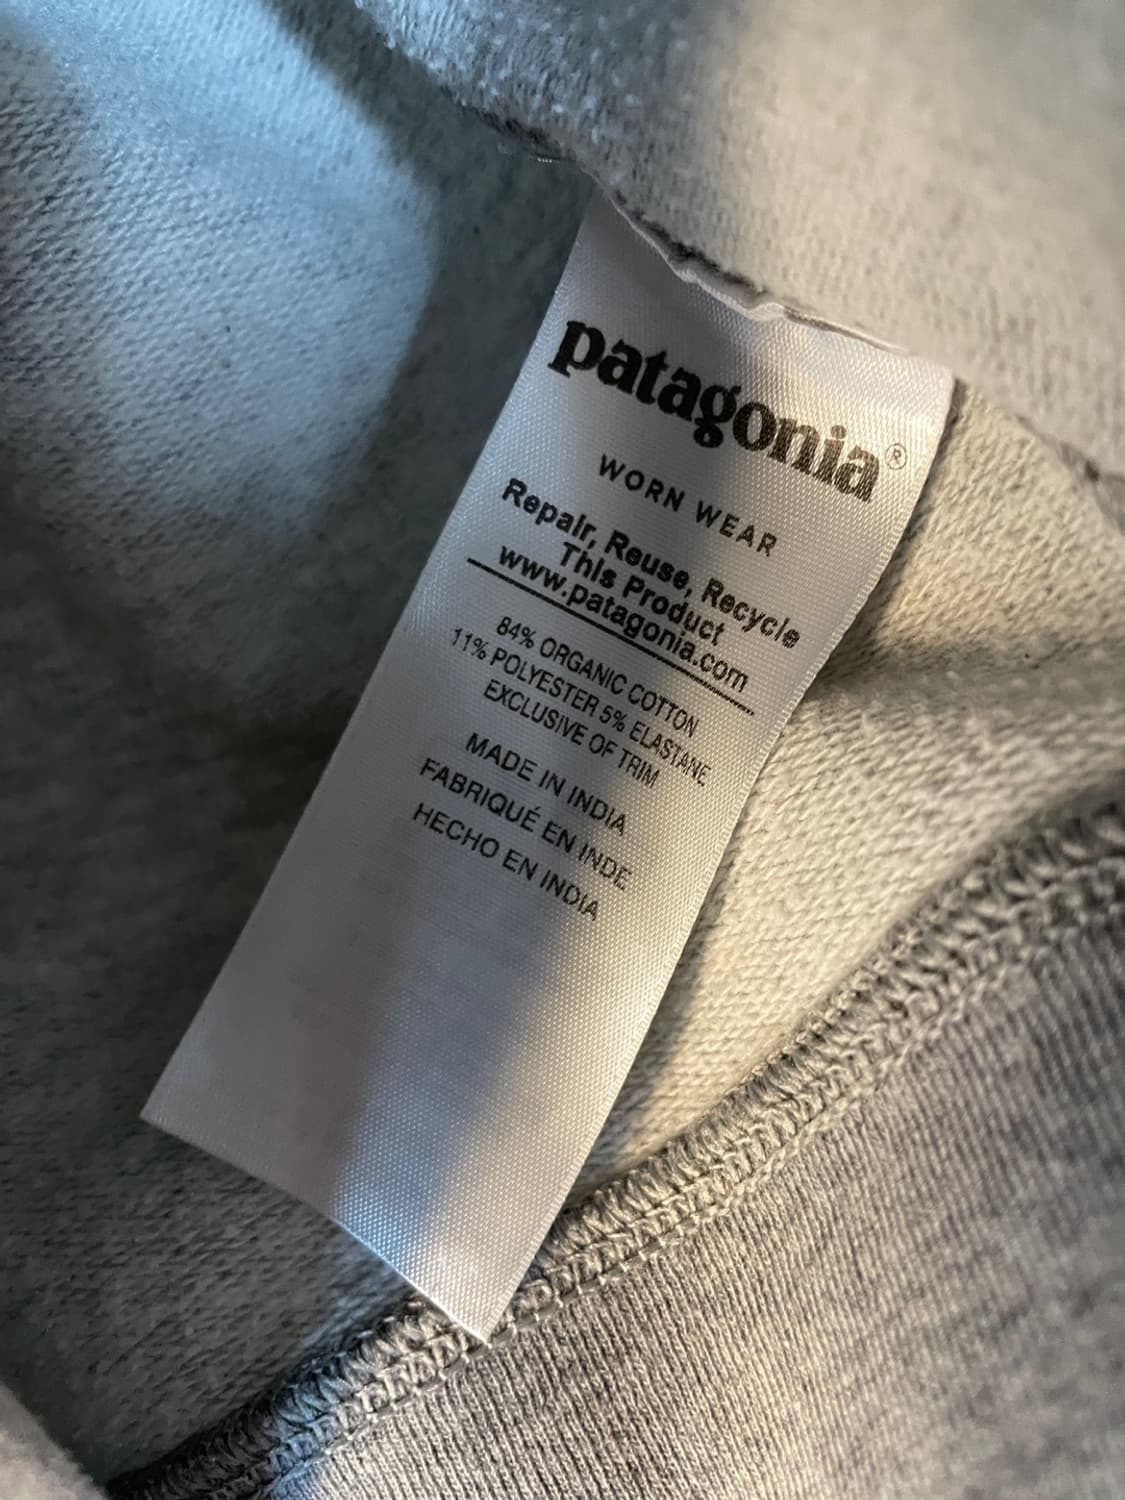 patagonia®
WORN WEAR
Repair, Reuse, Recycle
This Product
www.patagonia.com
84% ORGANIC COTTON
11% POLYESTER 5% ELASTANE
EXCLUSIVE OF TRIM
MADE IN INDIA
FABRIQUÉ EN INDE
HECHO EN INDIA